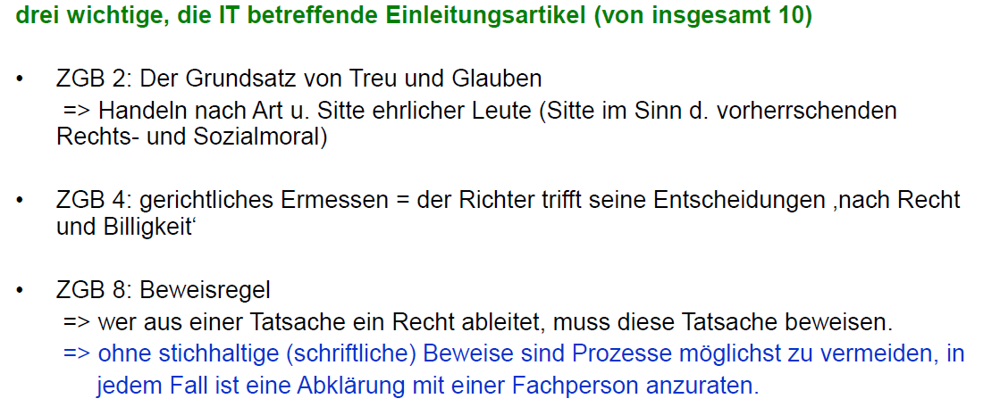 drei wichtige, die IT betreffende Einleitungsartikel (von insgesamt 10)
• ZGB 2: Der Grundsatz von Treu und Glauben
=> Handeln nach Art u. Sitte ehrlicher Leute (Sitte im Sinn d. vorherrschenden
Rechts- und Sozialmoral)
• ZGB 4: gerichtliches Ermessen = der Richter trifft seine Entscheidungen ‚nach Recht
und Billigkeit‘
• ZGB 8: Beweisregel
=> wer aus einer Tatsache ein Recht ableitet, muss diese Tatsache beweisen.
=> ohne stichhaltige (schriftliche) Beweise sind Prozesse möglichst zu vermeiden, in
jedem Fall ist eine Abklärung mit einer Fachperson anzuraten.